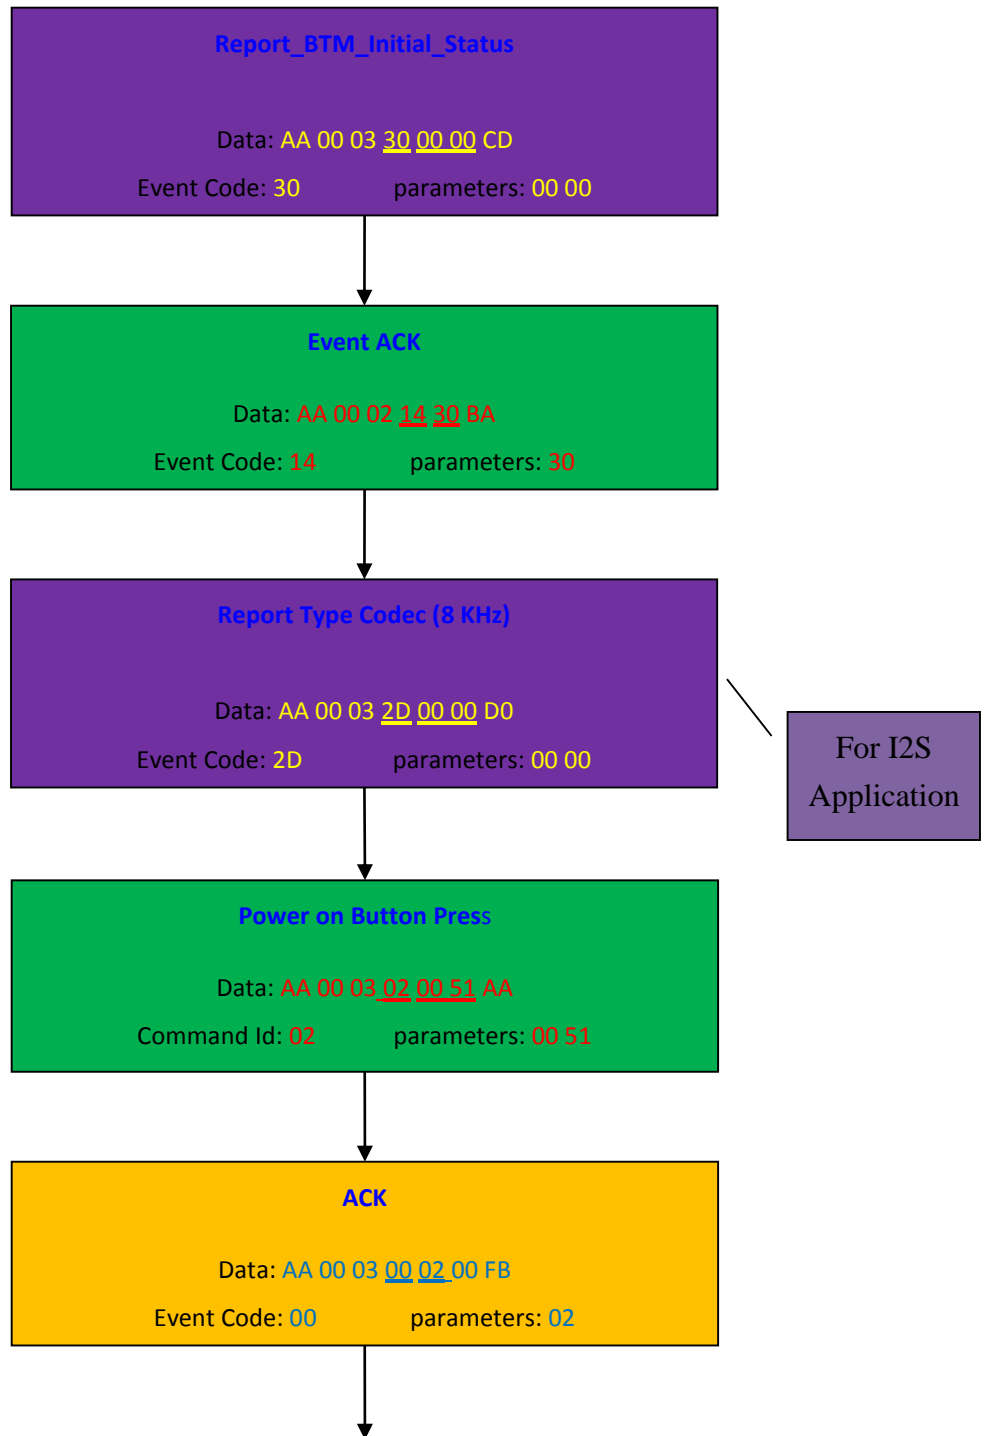 Report_BTM_Initial_Status
Data: AA 00 03 30 00 00 CD
Event Code: 30 parameters: 00 00
Event ACK
Data: AA 00 02 14 30 BA
Event Code: 14 parameters: 30
Report Type Codec (8 KHz)
Data: AA 00 03 2D 00 00 D0
Event Code: 2D parameters: 00 00
For I2S
Application
Power on Button Press
Data: AA 00 03 02 00 51 AA
Command Id: 02 parameters: 00 51
ACK
Data: AA 00 03 00 02 00 FB
Event Code: 00 parameters: 02